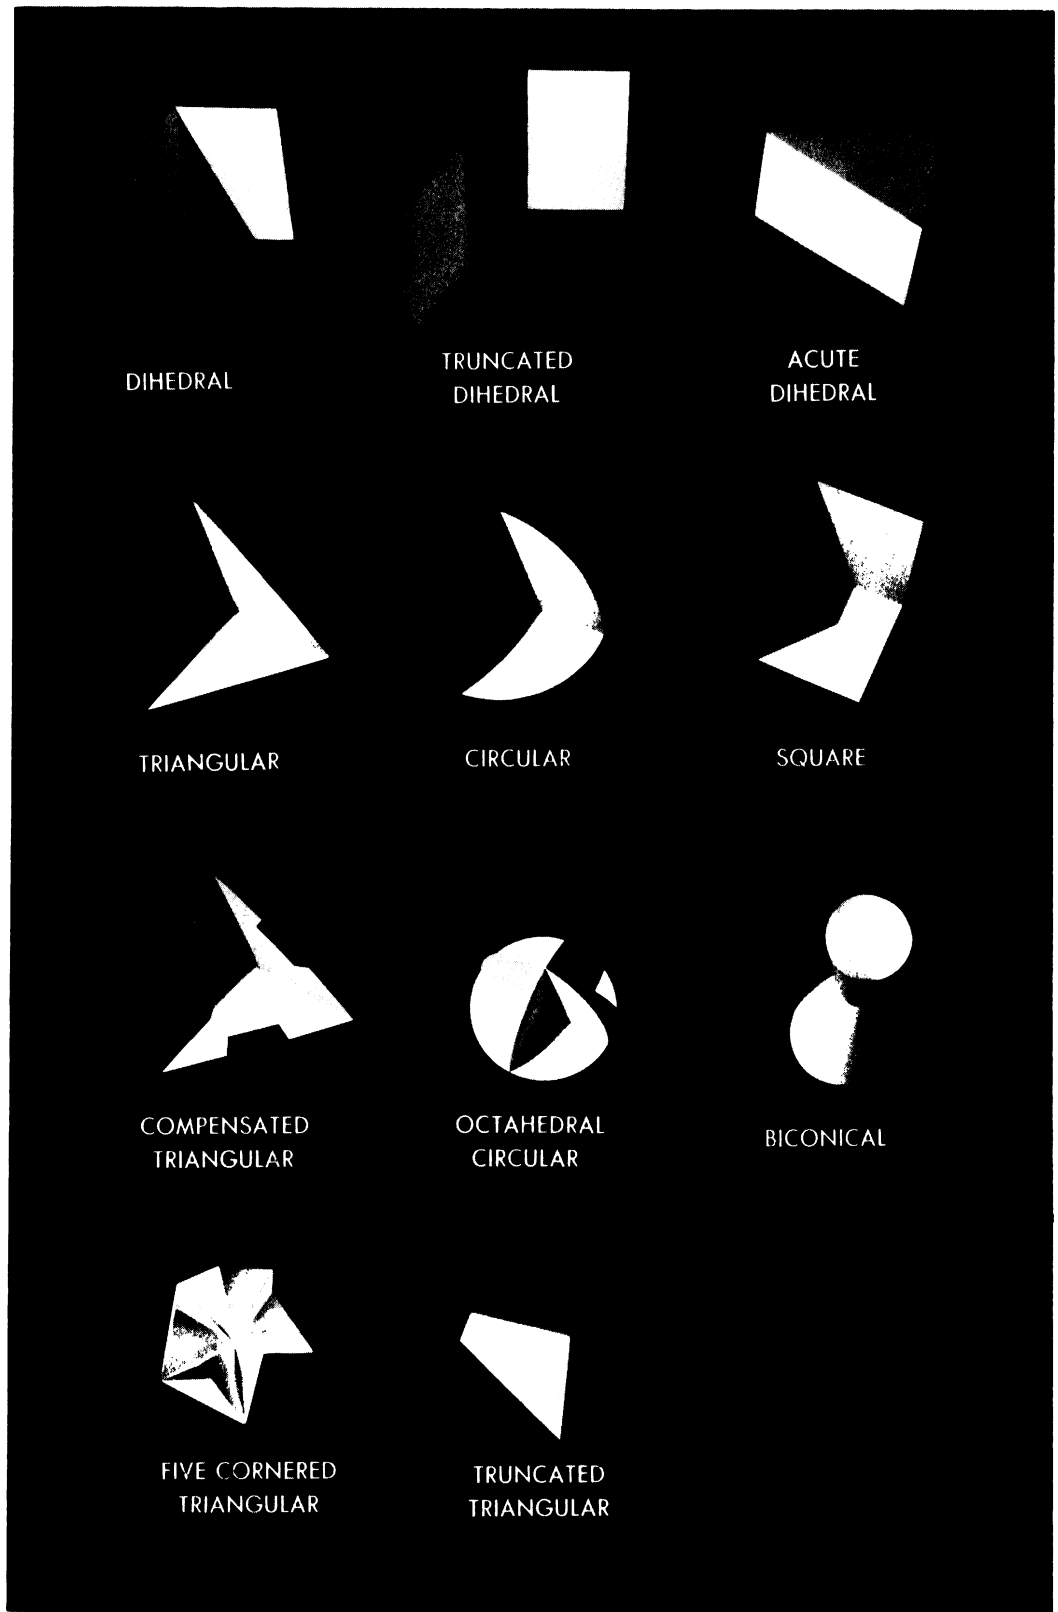 DIHEDRAL
TRUNCATED
DIHEDRAL
ACUTE
DIHEDRAL
TRIANGULAR
CIRCULAR
SQUARE
COMPENSATED
TRIANGULAR
OCTAHEDRAL
CIRCULAR
BICONICAL
FIVE CORNERED
TRIANGULAR
TRUNCATED
TRIANGULAR